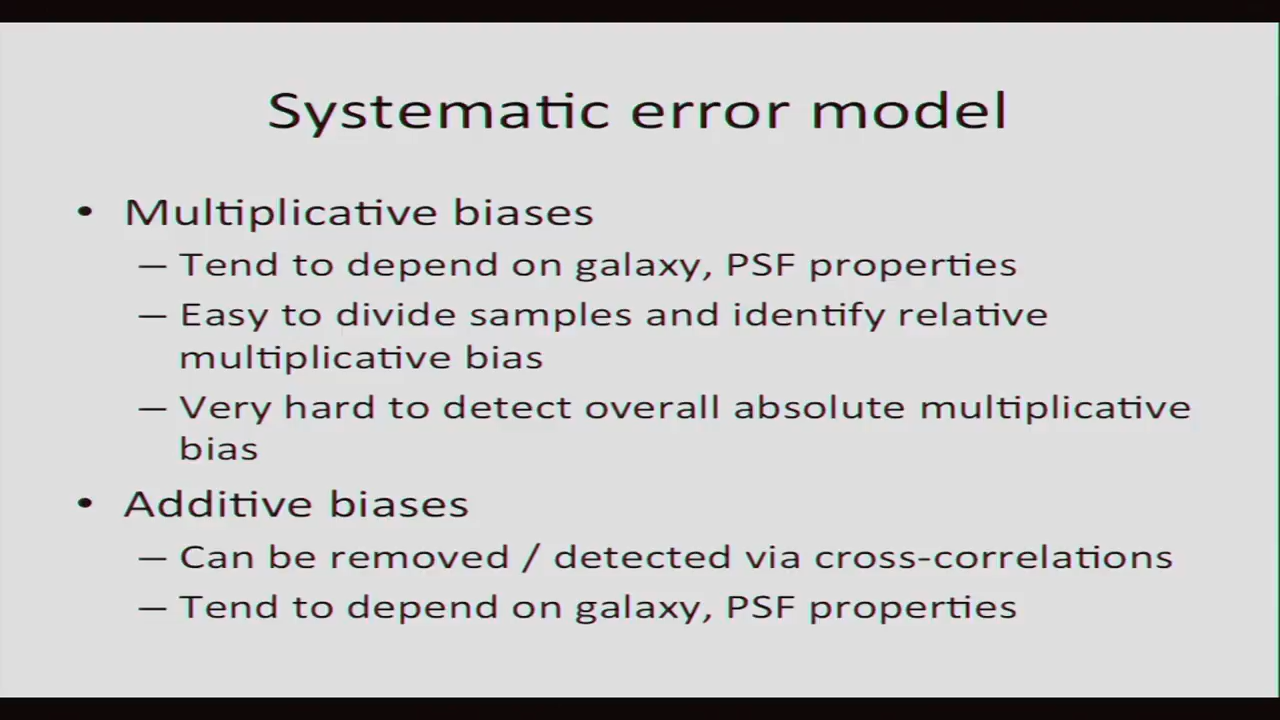 Systematic error model
• Multiplicative biases
– Tend to depend on galaxy, PSF properties
– Easy to divide samples and identify relative
multiplicative bias
– Very hard to detect overall absolute multiplicative
bias
• Additive biases
– Can be removed / detected via cross-correlations
– Tend to depend on galaxy, PSF properties